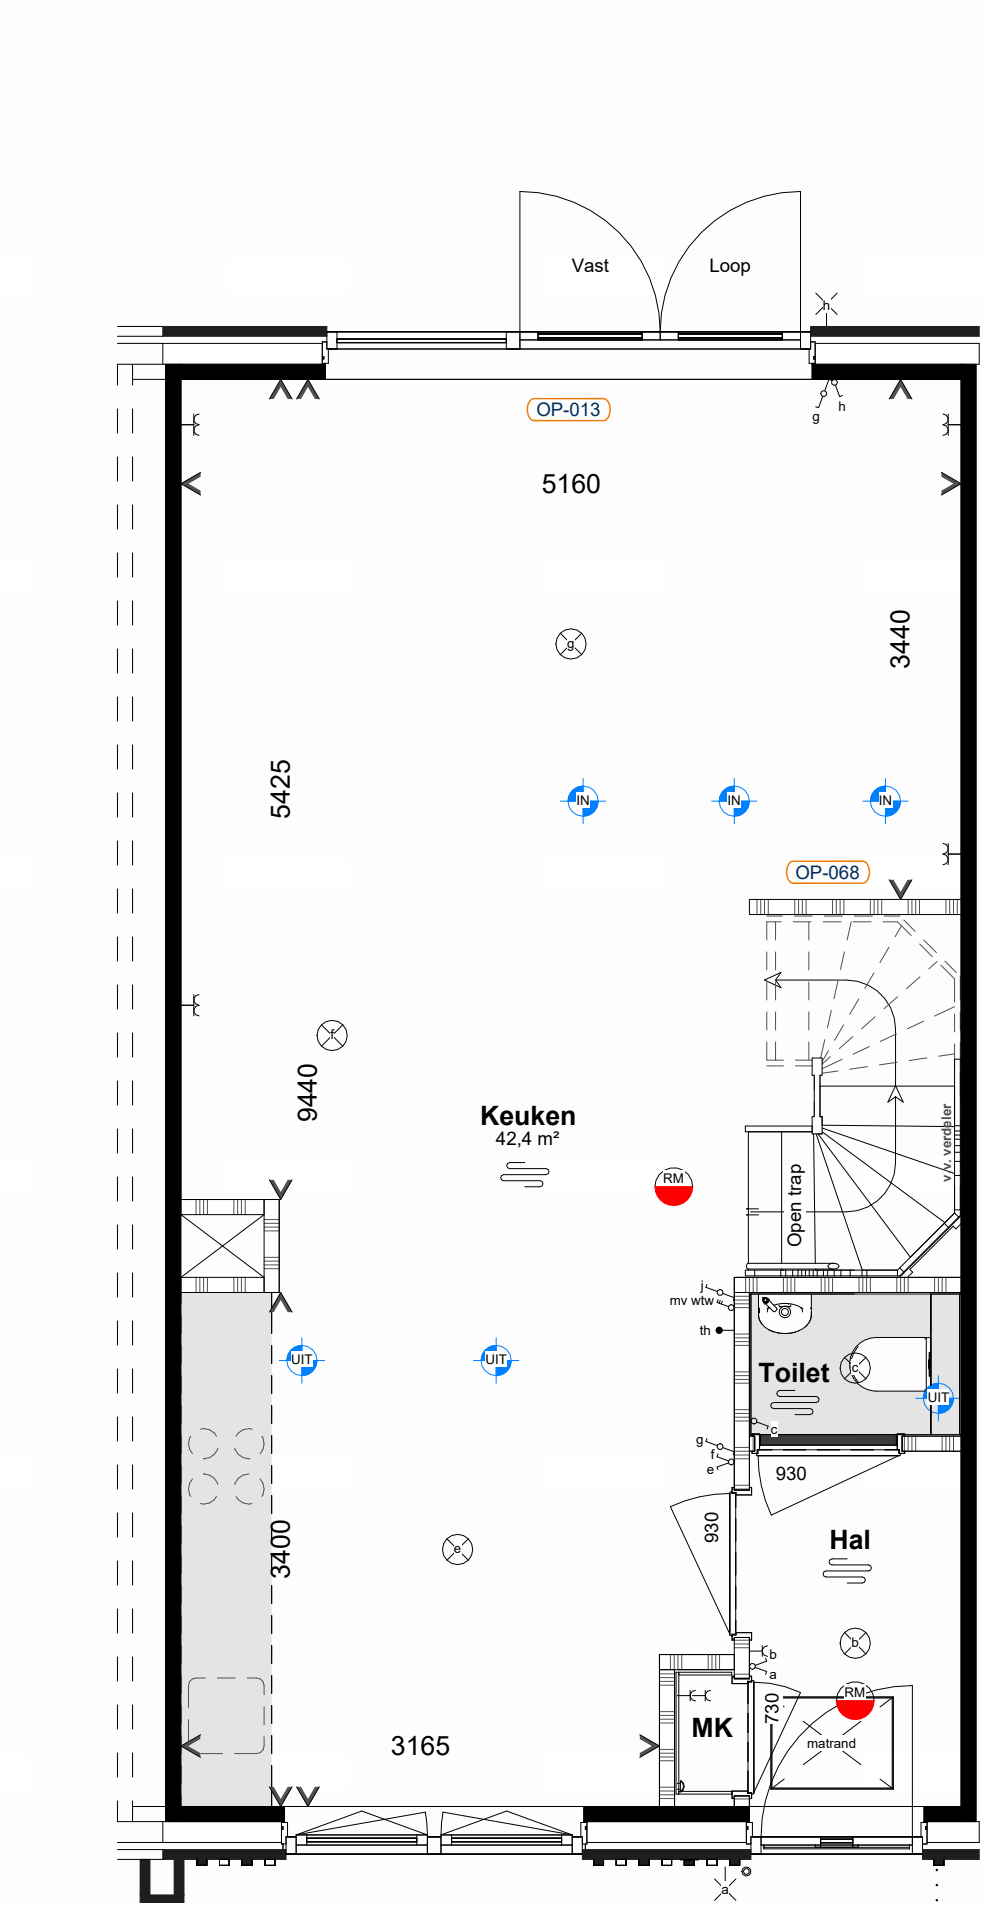 Vast
Loop
h
OP-013
g
h
5160
3440
g
5425
IN
IN
IN
OP-068
f
9440
Keuken
42,4 m²
v.v. verdeler
RM
Open trap
j
mv wtw
th
UIT
UIT
Toilet
c
UIT
c
g
f
e
930
930
Hal
3400
e
b
b
a
RM
730
MK
matrand
3165
a